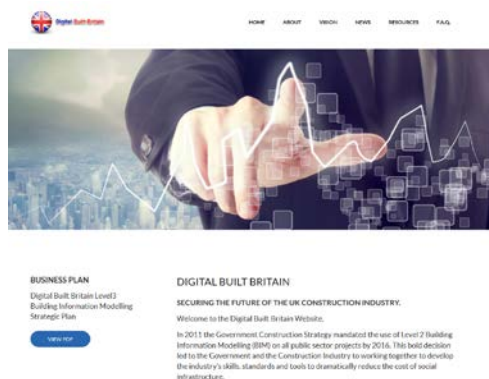 Digital Built Britain
HOME ABOUT VISION NEWS RESOURCES F.A.Q.
BUSINESS PLAN
Digital Built Britain Level3
Building Information Modelling
Strategic Plan
VIEW PDF
DIGITAL BUILT BRITAIN
SECURING THE FUTURE OF THE UK CONSTRUCTION INDUSTRY.
Welcome to the Digital Built Britain Website.
In 2011 the Government Construction Strategy mandated the use of Level 2 Building
Information Modelling (BIM) on all public sector projects by 2016. This bold decision
led to the Government and the Construction Industry to working together to develop
the industry's skills, standards and tools to dramatically reduce the cost of social
infrastructure.